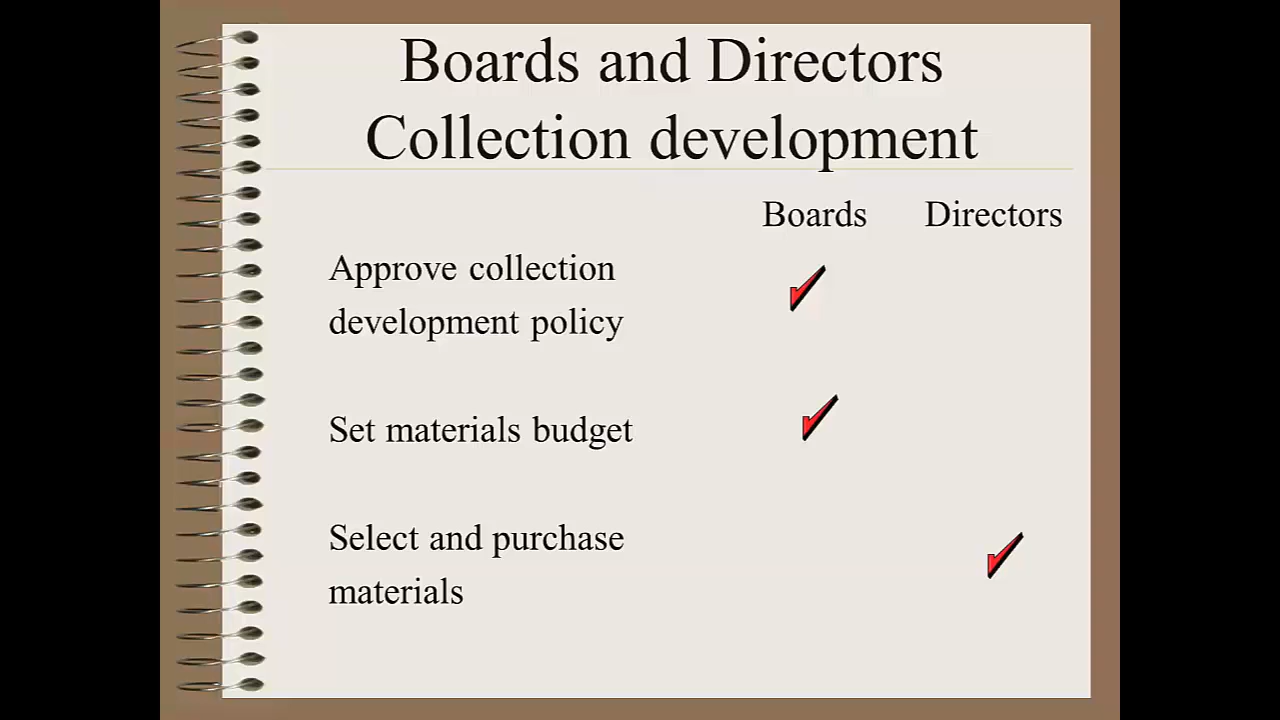 Boards and Directors
Collection development
Boards Directors
Approve collection
development policy
Set materials budget
Select and purchase
materials